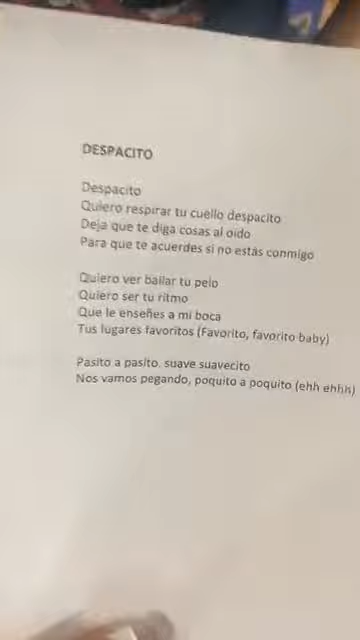 DESPACITO
Despacito
Quiero respirar tu cuello despacito
Deja que te diga cosas al oído
Para que te acuerdes si no estás conmigo
Quiero ver bailar tu pelo
Quiero ser tu ritmo
Que le enseñes a mi boca
Tus lugares favoritos (Favorito, favorito baby)
Pasito a pasito, suave suavecito
Nos vamos pegando, poquito a poquito (ehh ehhh)